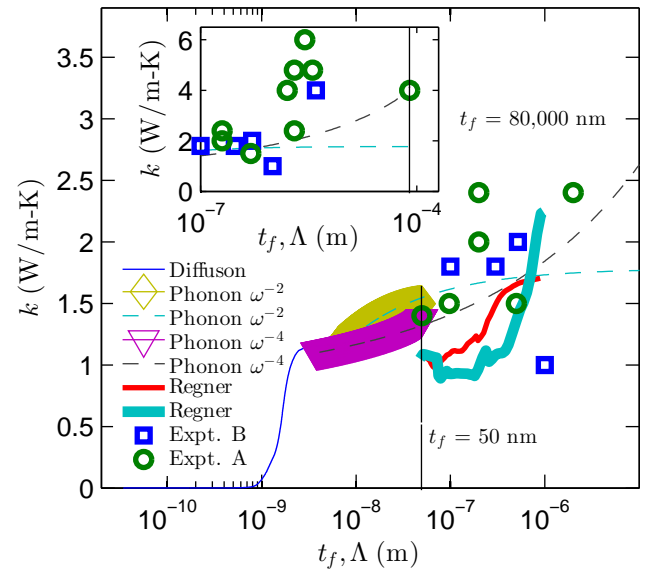 6
4
2
0
k (W/m-K)
10⁻⁷
10⁻⁴
t_f, Λ (m)
t_f = 80,000 nm
3.5
3
2.5
2
1.5
1
0.5
0
k (W/m-K)
Diffuson
Phonon ω⁻²
Phonon ω⁻²
Phonon ω⁻⁴
Phonon ω⁻⁴
Regner
Regner
Expt. B
Expt. A
t_f = 50 nm
10⁻¹⁰
10⁻⁹
10⁻⁸
10⁻⁷
10⁻⁶
t_f, Λ (m)